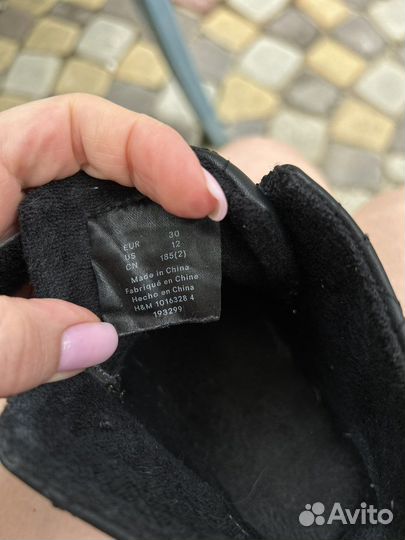 EUR 30
US 12
CN 185(2)
Made in China
Fabriqué en Chine
Hecho en China
H&M 1016328 4
193299
Avito